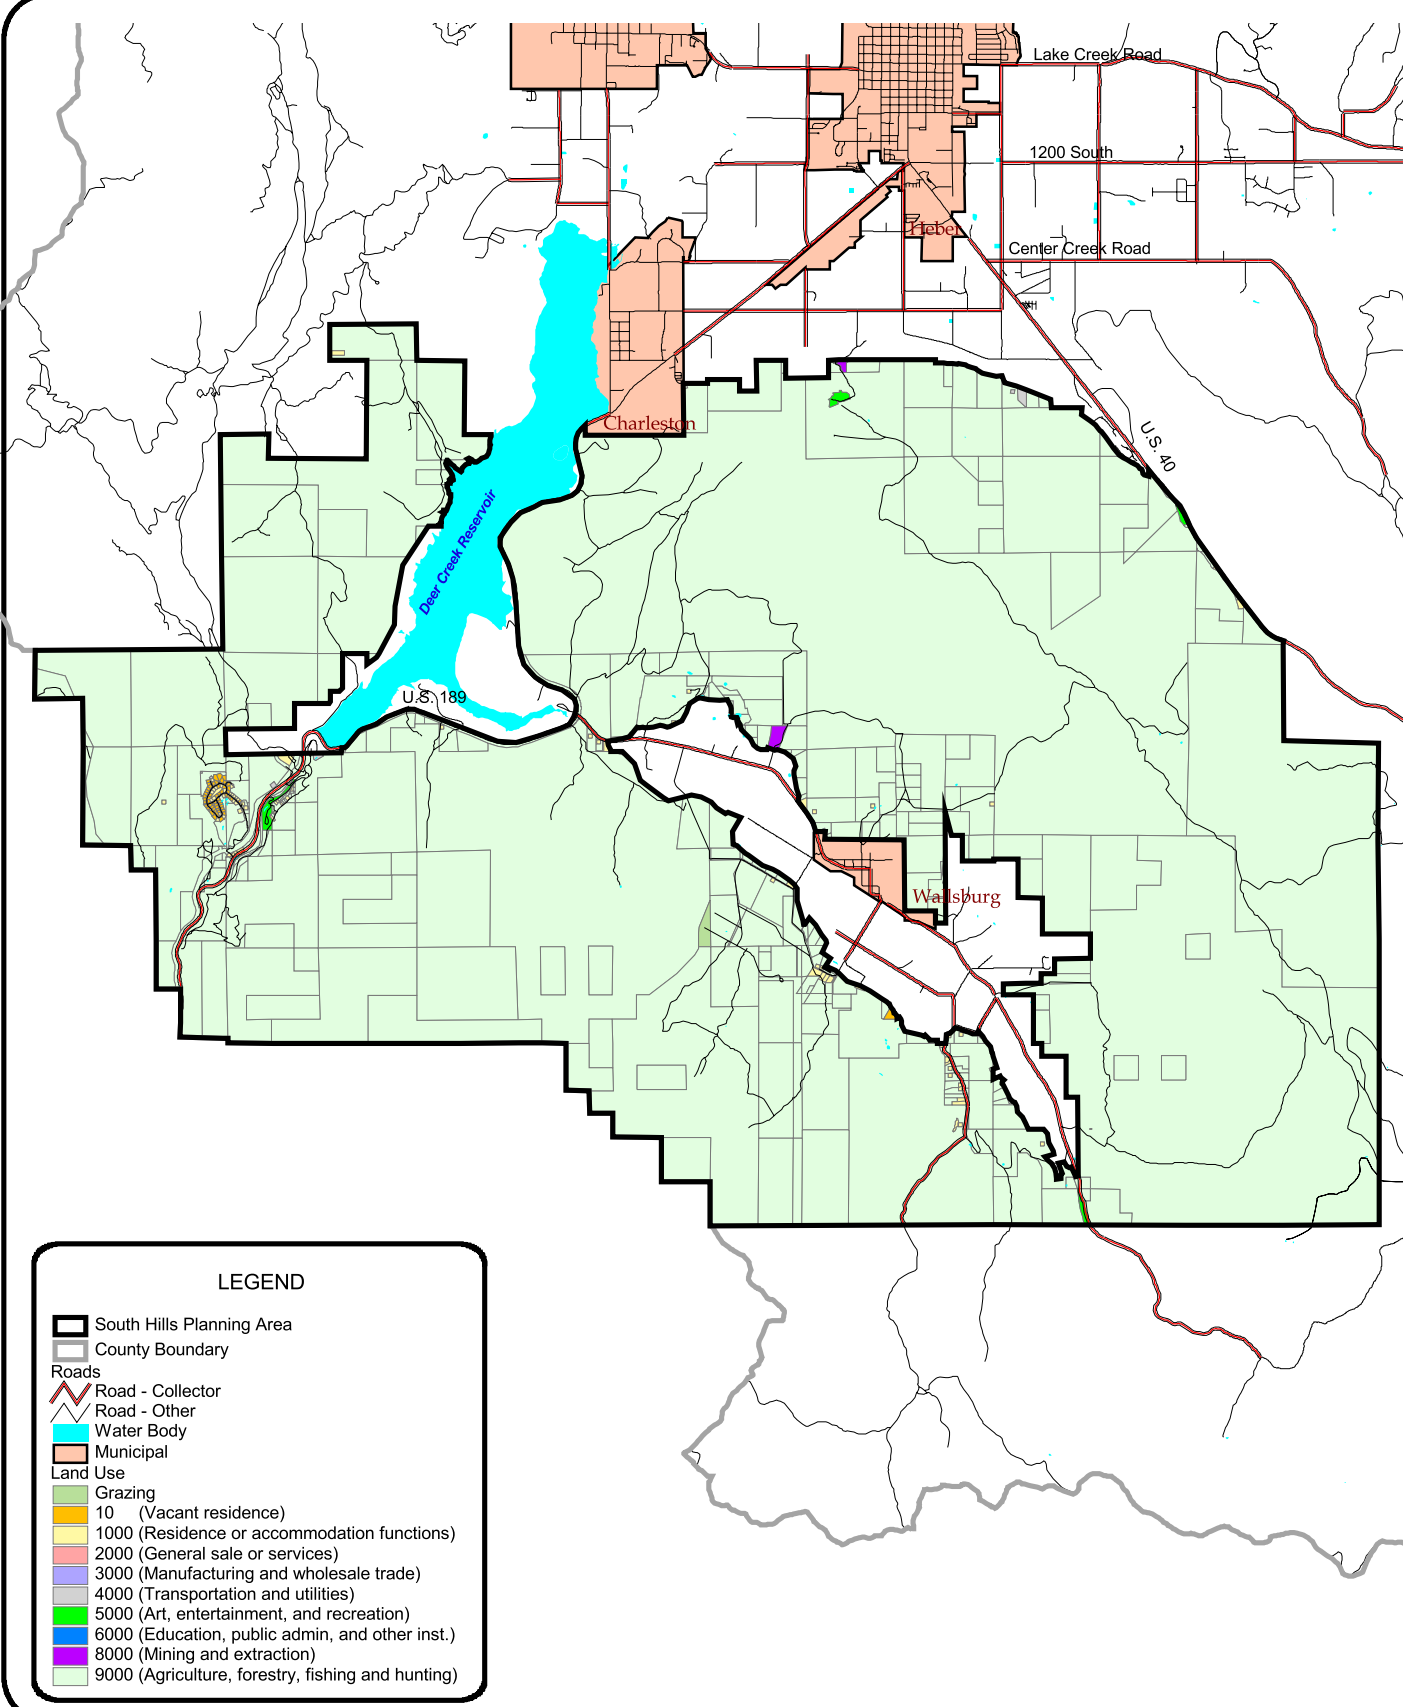 Lake Creek Road
1200 South
Heber
Center Creek Road
Charleston
U.S. 40
Deer Creek Reservoir
U.S. 189
Wallsburg
LEGEND
South Hills Planning Area
County Boundary
Roads
Road - Collector
Road - Other
Water Body
Municipal
Land Use
Grazing
10 (Vacant residence)
1000 (Residence or accommodation functions)
2000 (General sale or services)
3000 (Manufacturing and wholesale trade)
4000 (Transportation and utilities)
5000 (Art, entertainment, and recreation)
6000 (Education, public admin, and other inst.)
8000 (Mining and extraction)
9000 (Agriculture, forestry, fishing and hunting)